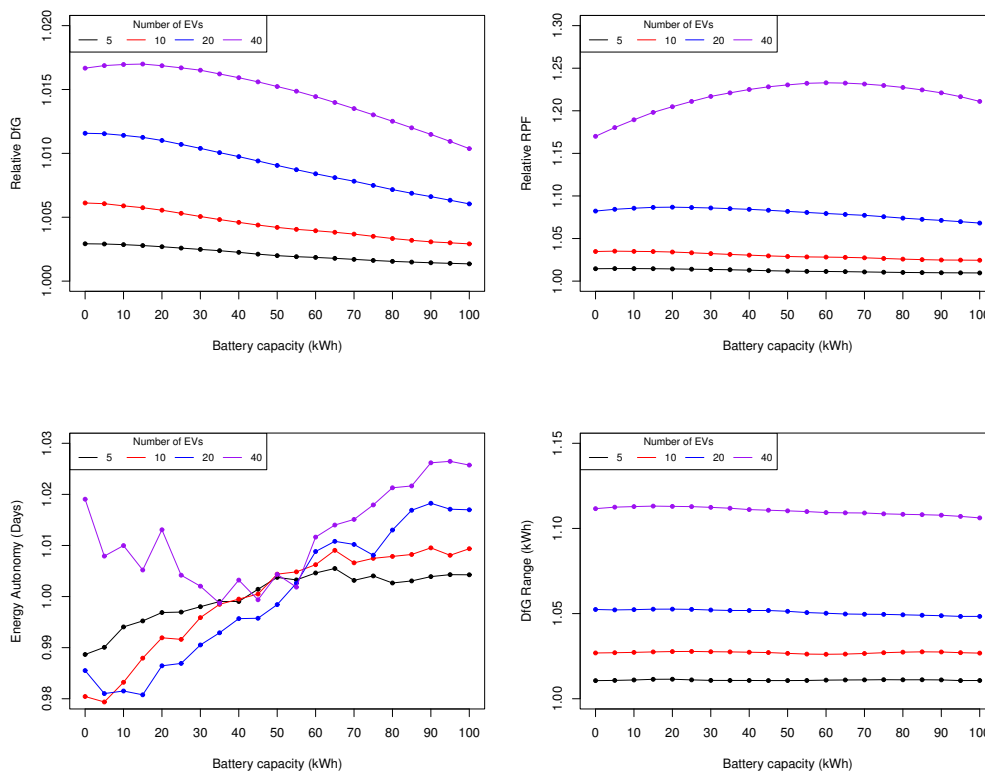 Number of EVs
5 10 20 40
Relative DfG
1.000 1.005 1.010 1.015 1.020
0 10 20 30 40 50 60 70 80 90 100
Battery capacity (kWh)
Number of EVs
5 10 20 40
Relative RPF
1.00 1.05 1.10 1.15 1.20 1.25 1.30
0 10 20 30 40 50 60 70 80 90 100
Battery capacity (kWh)
Number of EVs
5 10 20 40
Energy Autonomy (Days)
0.98 0.99 1.00 1.01 1.02 1.03
0 10 20 30 40 50 60 70 80 90 100
Battery capacity (kWh)
Number of EVs
5 10 20 40
DfG Range (kWh)
1.00 1.05 1.10 1.15
0 10 20 30 40 50 60 70 80 90 100
Battery capacity (kWh)